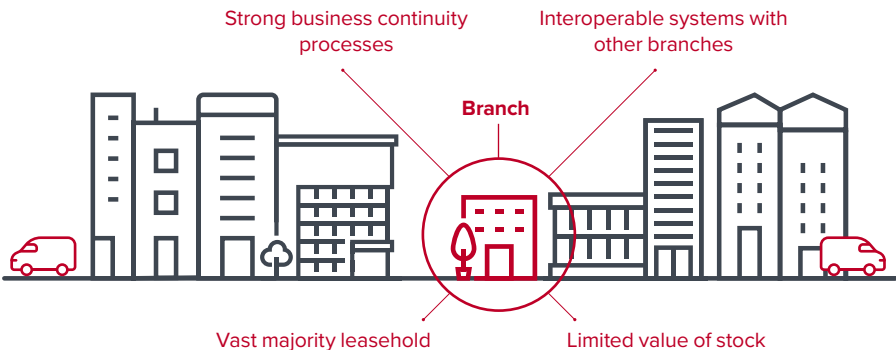 Strong business continuity
processes
Interoperable systems with
other branches
Branch
Vast majority leasehold
Limited value of stock